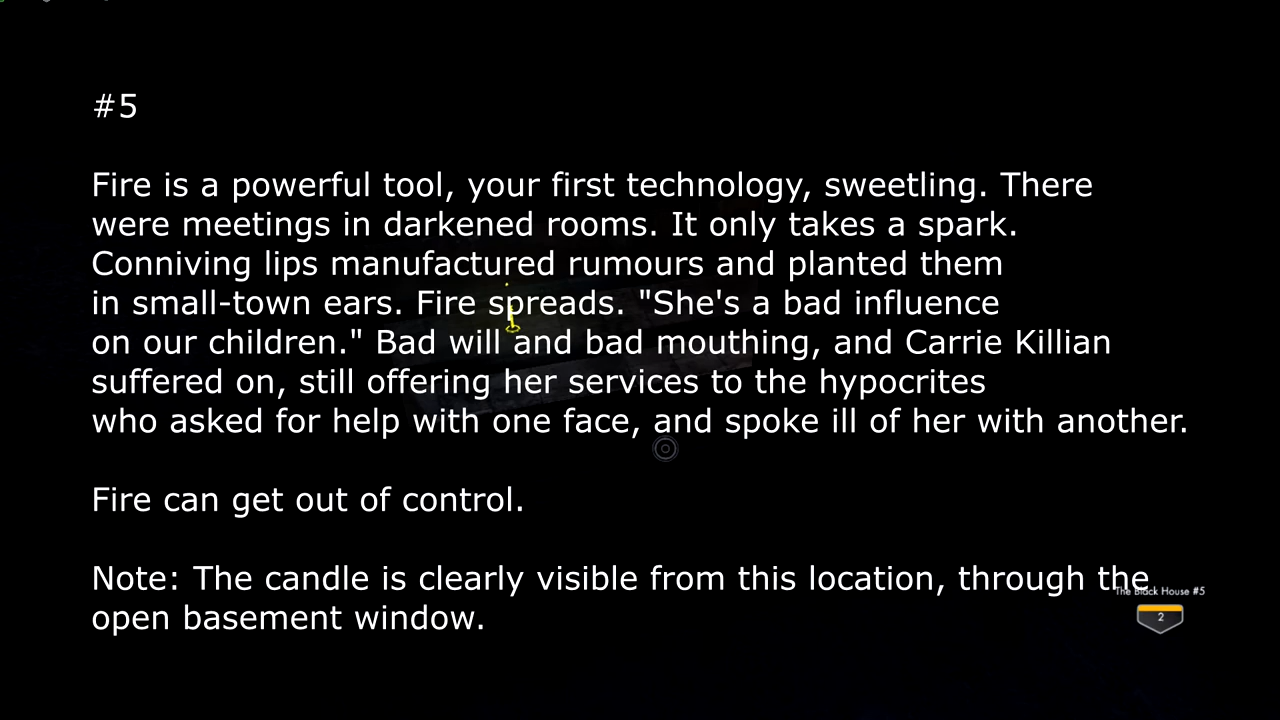 #5
Fire is a powerful tool, your first technology, sweetling. There
were meetings in darkened rooms. It only takes a spark.
Conniving lips manufactured rumours and planted them
in small-town ears. Fire spreads. "She's a bad influence
on our children." Bad will and bad mouthing, and Carrie Killian
suffered on, still offering her services to the hypocrites
who asked for help with one face, and spoke ill of her with another.
Fire can get out of control.
Note: The candle is clearly visible from this location, through the
open basement window.
The Black House #5
2